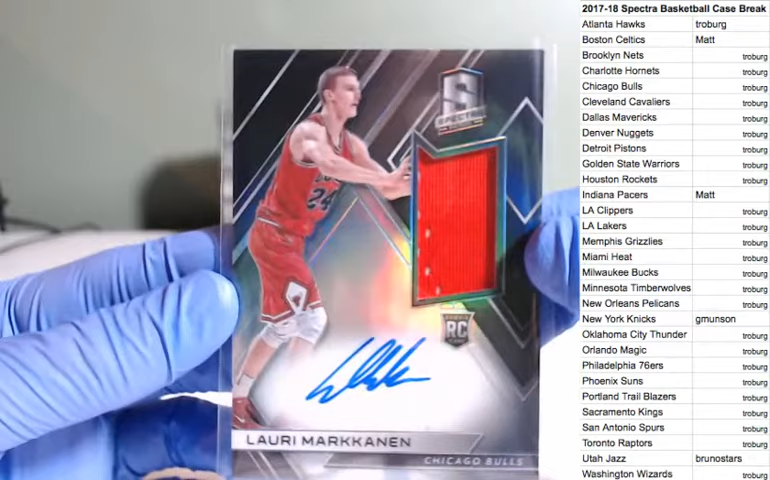 SPECTRA
24
RC
LAURI MARKKANEN
CHICAGO BULLS
2017-18 Spectra Basketball Case Break
Atlanta Hawks troburg
Boston Celtics Matt
Brooklyn Nets troburg
Charlotte Hornets troburg
Chicago Bulls troburg
Cleveland Cavaliers troburg
Dallas Mavericks troburg
Denver Nuggets troburg
Detroit Pistons troburg
Golden State Warriors troburg
Houston Rockets troburg
Indiana Pacers Matt
LA Clippers troburg
LA Lakers troburg
Memphis Grizzlies troburg
Miami Heat troburg
Milwaukee Bucks troburg
Minnesota Timberwolves troburg
New Orleans Pelicans troburg
New York Knicks gmunson
Oklahoma City Thunder troburg
Orlando Magic troburg
Philadelphia 76ers troburg
Phoenix Suns troburg
Portland Trail Blazers troburg
Sacramento Kings troburg
San Antonio Spurs troburg
Toronto Raptors troburg
Utah Jazz brunostars
Washington Wizards troburg